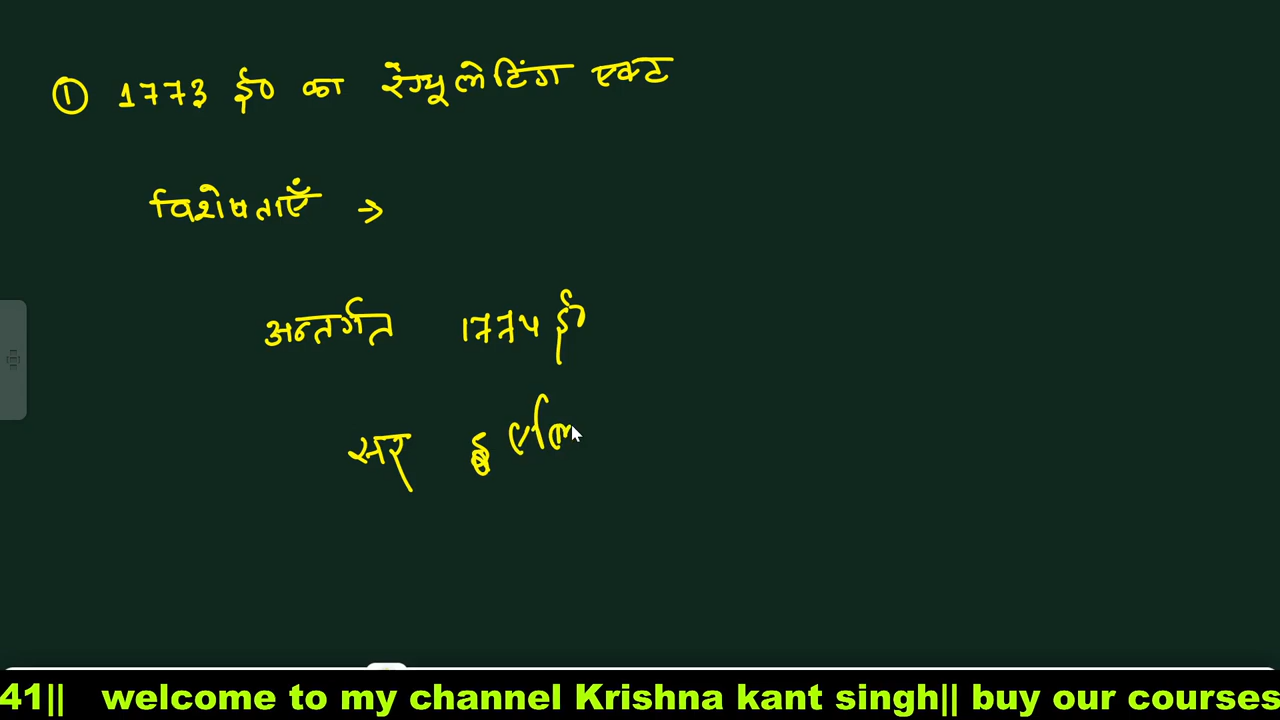 ① 1773 ई० का रेग्यूलेटिंग एक्ट
विशेषताएँ →
अन्तर्गत 1774 ई०
सर
41|| welcome to my channel Krishna kant singh|| buy our courses